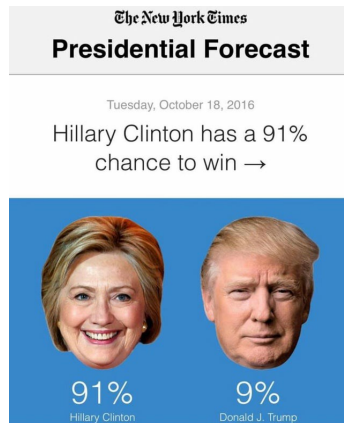 The New York Times
Presidential Forecast
Tuesday, October 18, 2016
Hillary Clinton has a 91%
chance to win →
91% 9%
Hillary Clinton Donald J. Trump